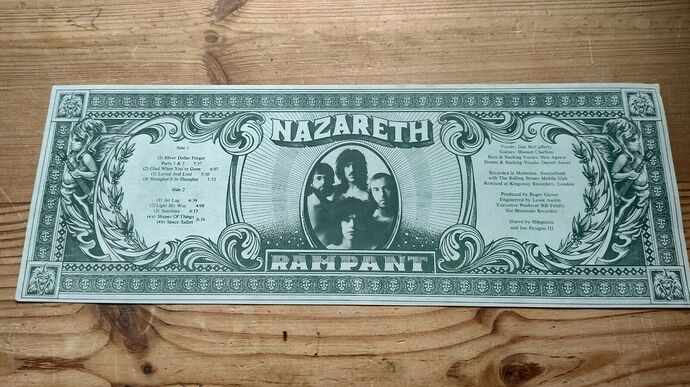 NAZARETH
RAMPANT
Side 1
(1) Silver Dollar Forger
Parts 1 & 2 5:37
(2) Glad When You're Gone 4:07
(3) Loved And Lost 5:10
(4) Shanghai'd In Shanghai 3:33
Side 2
(1) Jet Lag 6:39
(2) Light My Way 4:08
(3) Sunshine 4:13
(4a) Shapes Of Things 6:16
(4b) Space Safari
Vocals: Dan McCafferty
Guitars: Manuel Charlton
Bass & Backing Vocals: Pete Agnew
Drums & Backing Vocals: Darrell Sweet
Recorded in Montreux, Switzerland
with The Rolling Stones Mobile Unit
Remixed at Kingsway Recorders, London
Produced by Roger Glover
Engineered by Louie Austin
Executive Producer Bill Fehilly
(for Mountain Records)
Sleeve by Hipgnosis
and Joe Petagno III